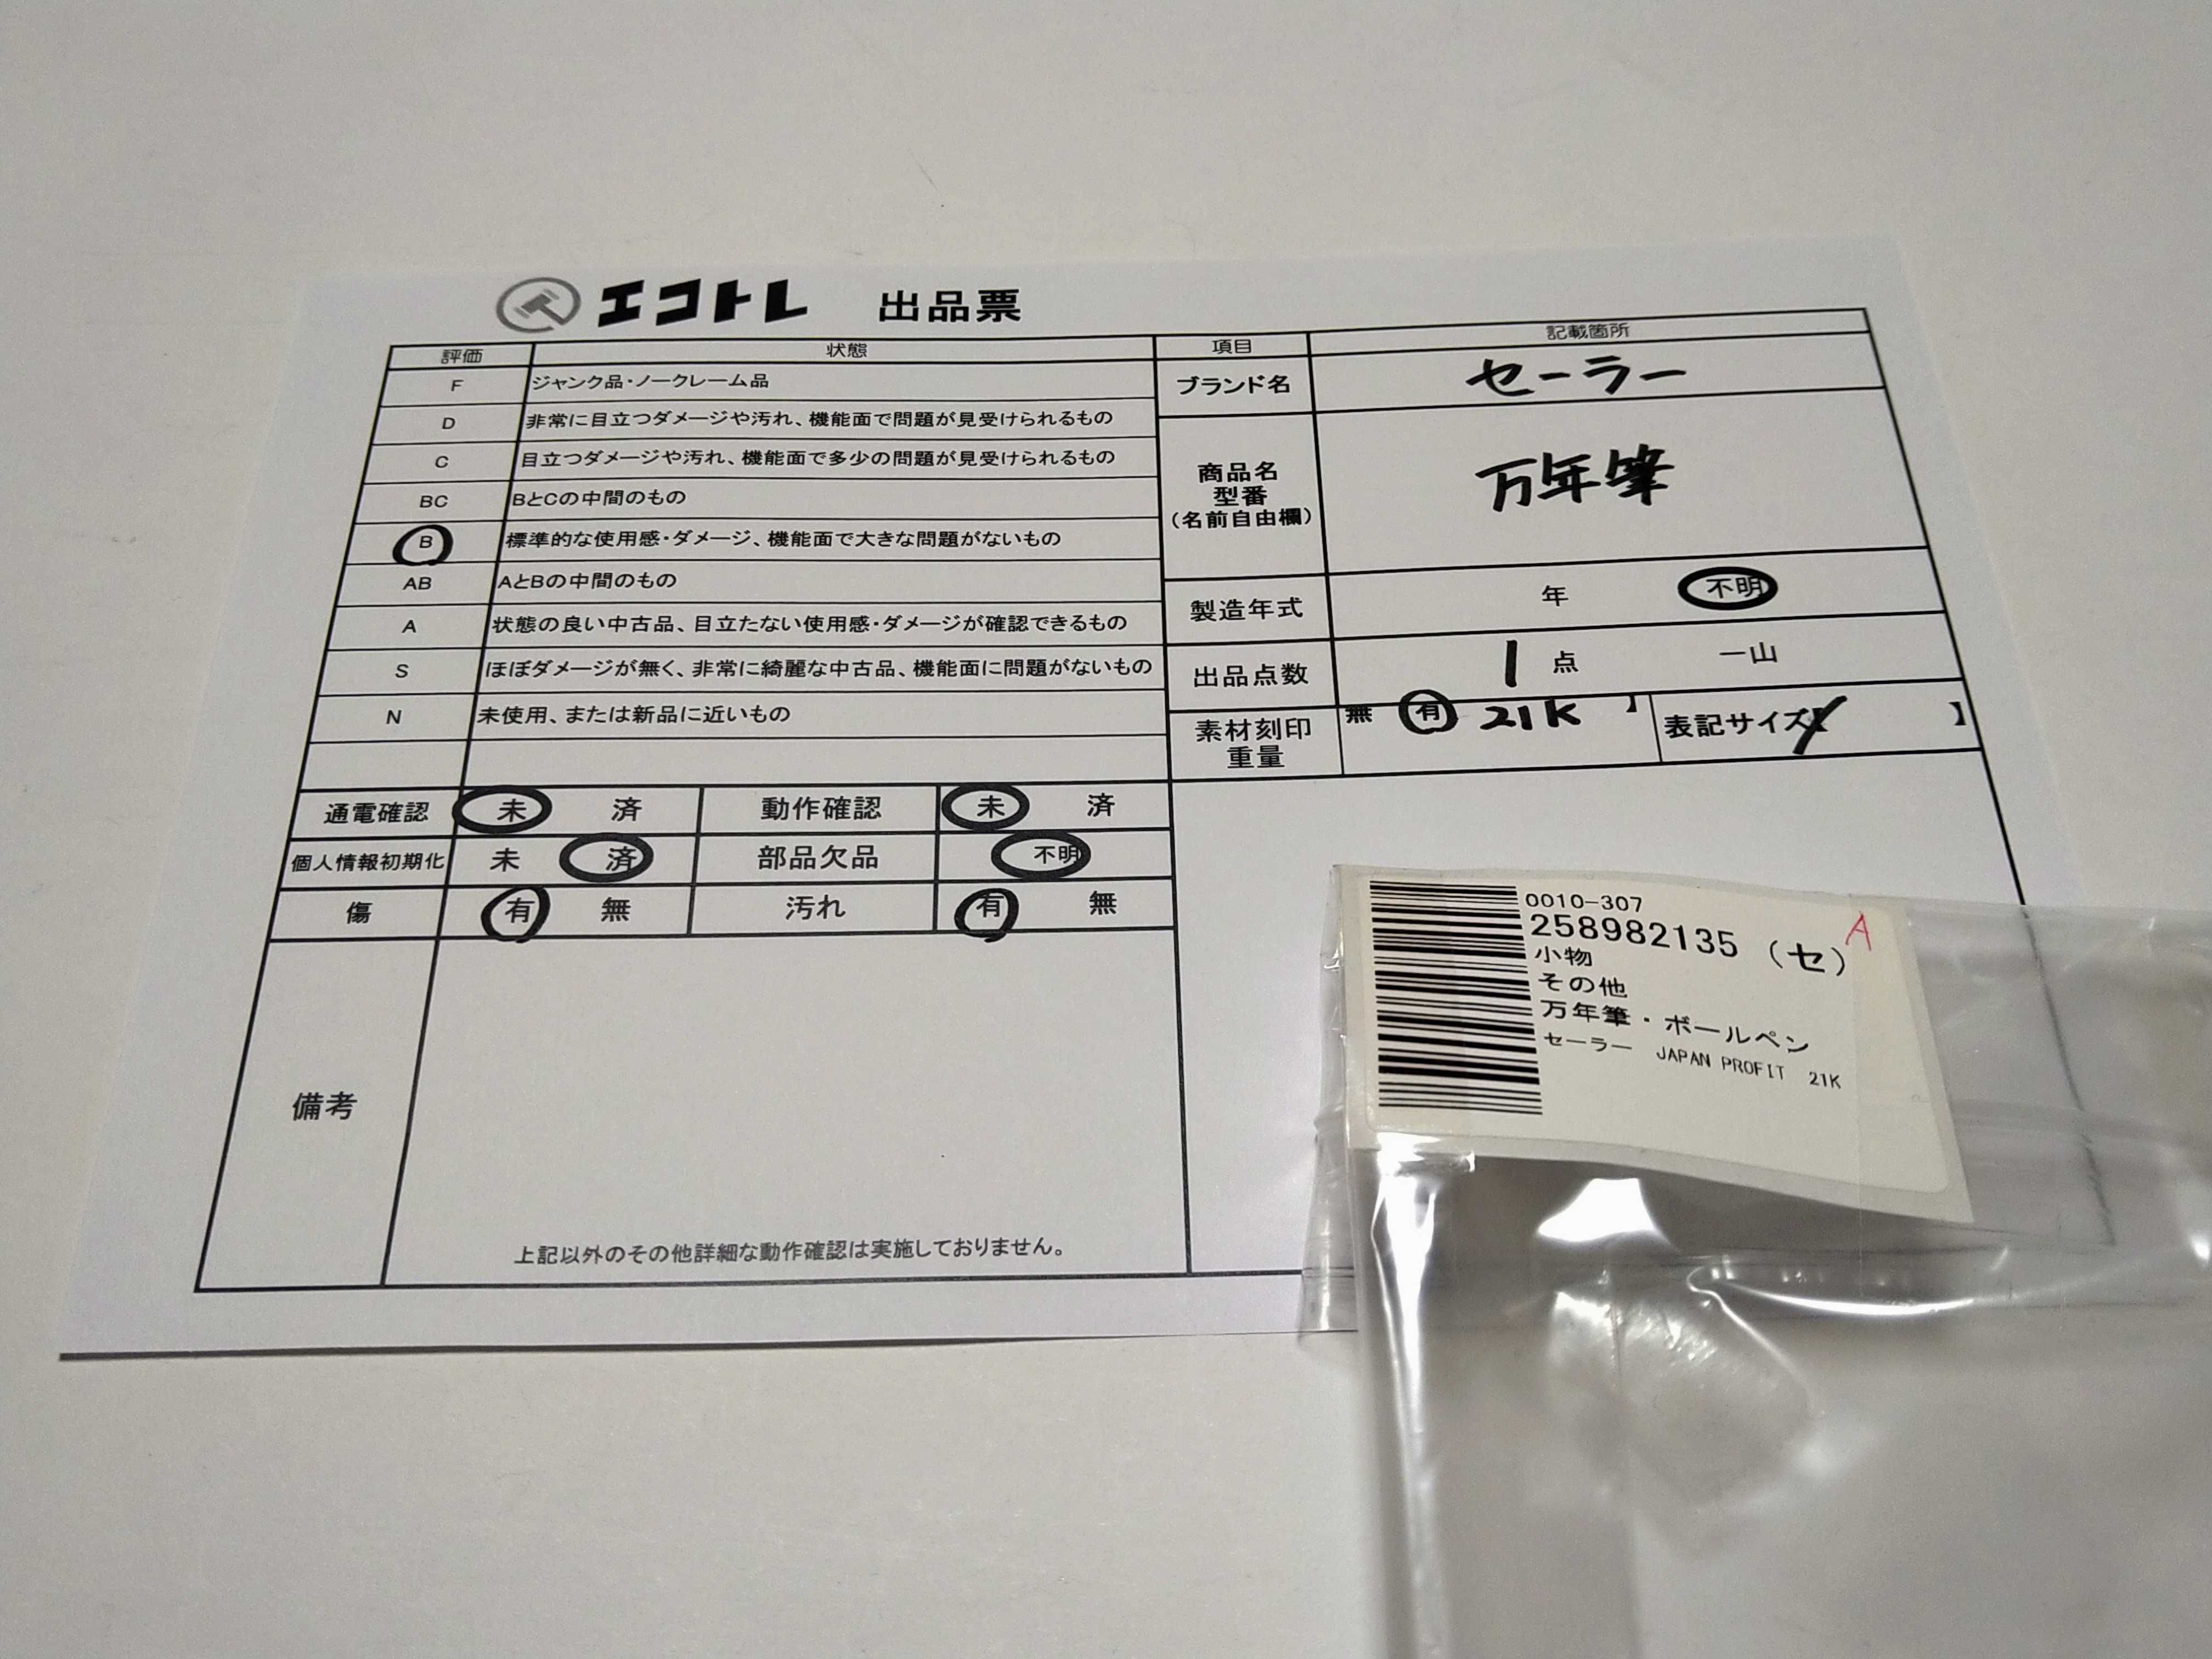 エコトレ 出品票
評価 状態
F ジャンク品・ノークレーム品
D 非常に目立つダメージや汚れ、機能面で問題が見受けられるもの
C 目立つダメージや汚れ、機能面で多少の問題が見受けられるもの
BC BとCの中間のもの
B 標準的な使用感・ダメージ、機能面で大きな問題がないもの
AB AとBの中間のもの
A 状態の良い中古品、目立たない使用感・ダメージが確認できるもの
S ほぼダメージが無く、非常に綺麗な中古品、機能面に問題がないもの
N 未使用、または新品に近いもの
通電確認 未 済 動作確認 未 済
個人情報初期化 未 済 部品欠品 不明
傷 有 無 汚れ 有 無
備考
上記以外のその他詳細な動作確認は実施しておりません。
項目 記載箇所
ブランド名 セーラー
商品名
型番
(名前自由欄)
万年筆
製造年式 年 不明
出品点数 1 点 一山
素材刻印
重量
無 有 21K 】 表記サイズ 】
0010-307
258982135 (セ) A
小物
その他
万年筆・ボールペン
セーラー JAPAN PROFIT 21K